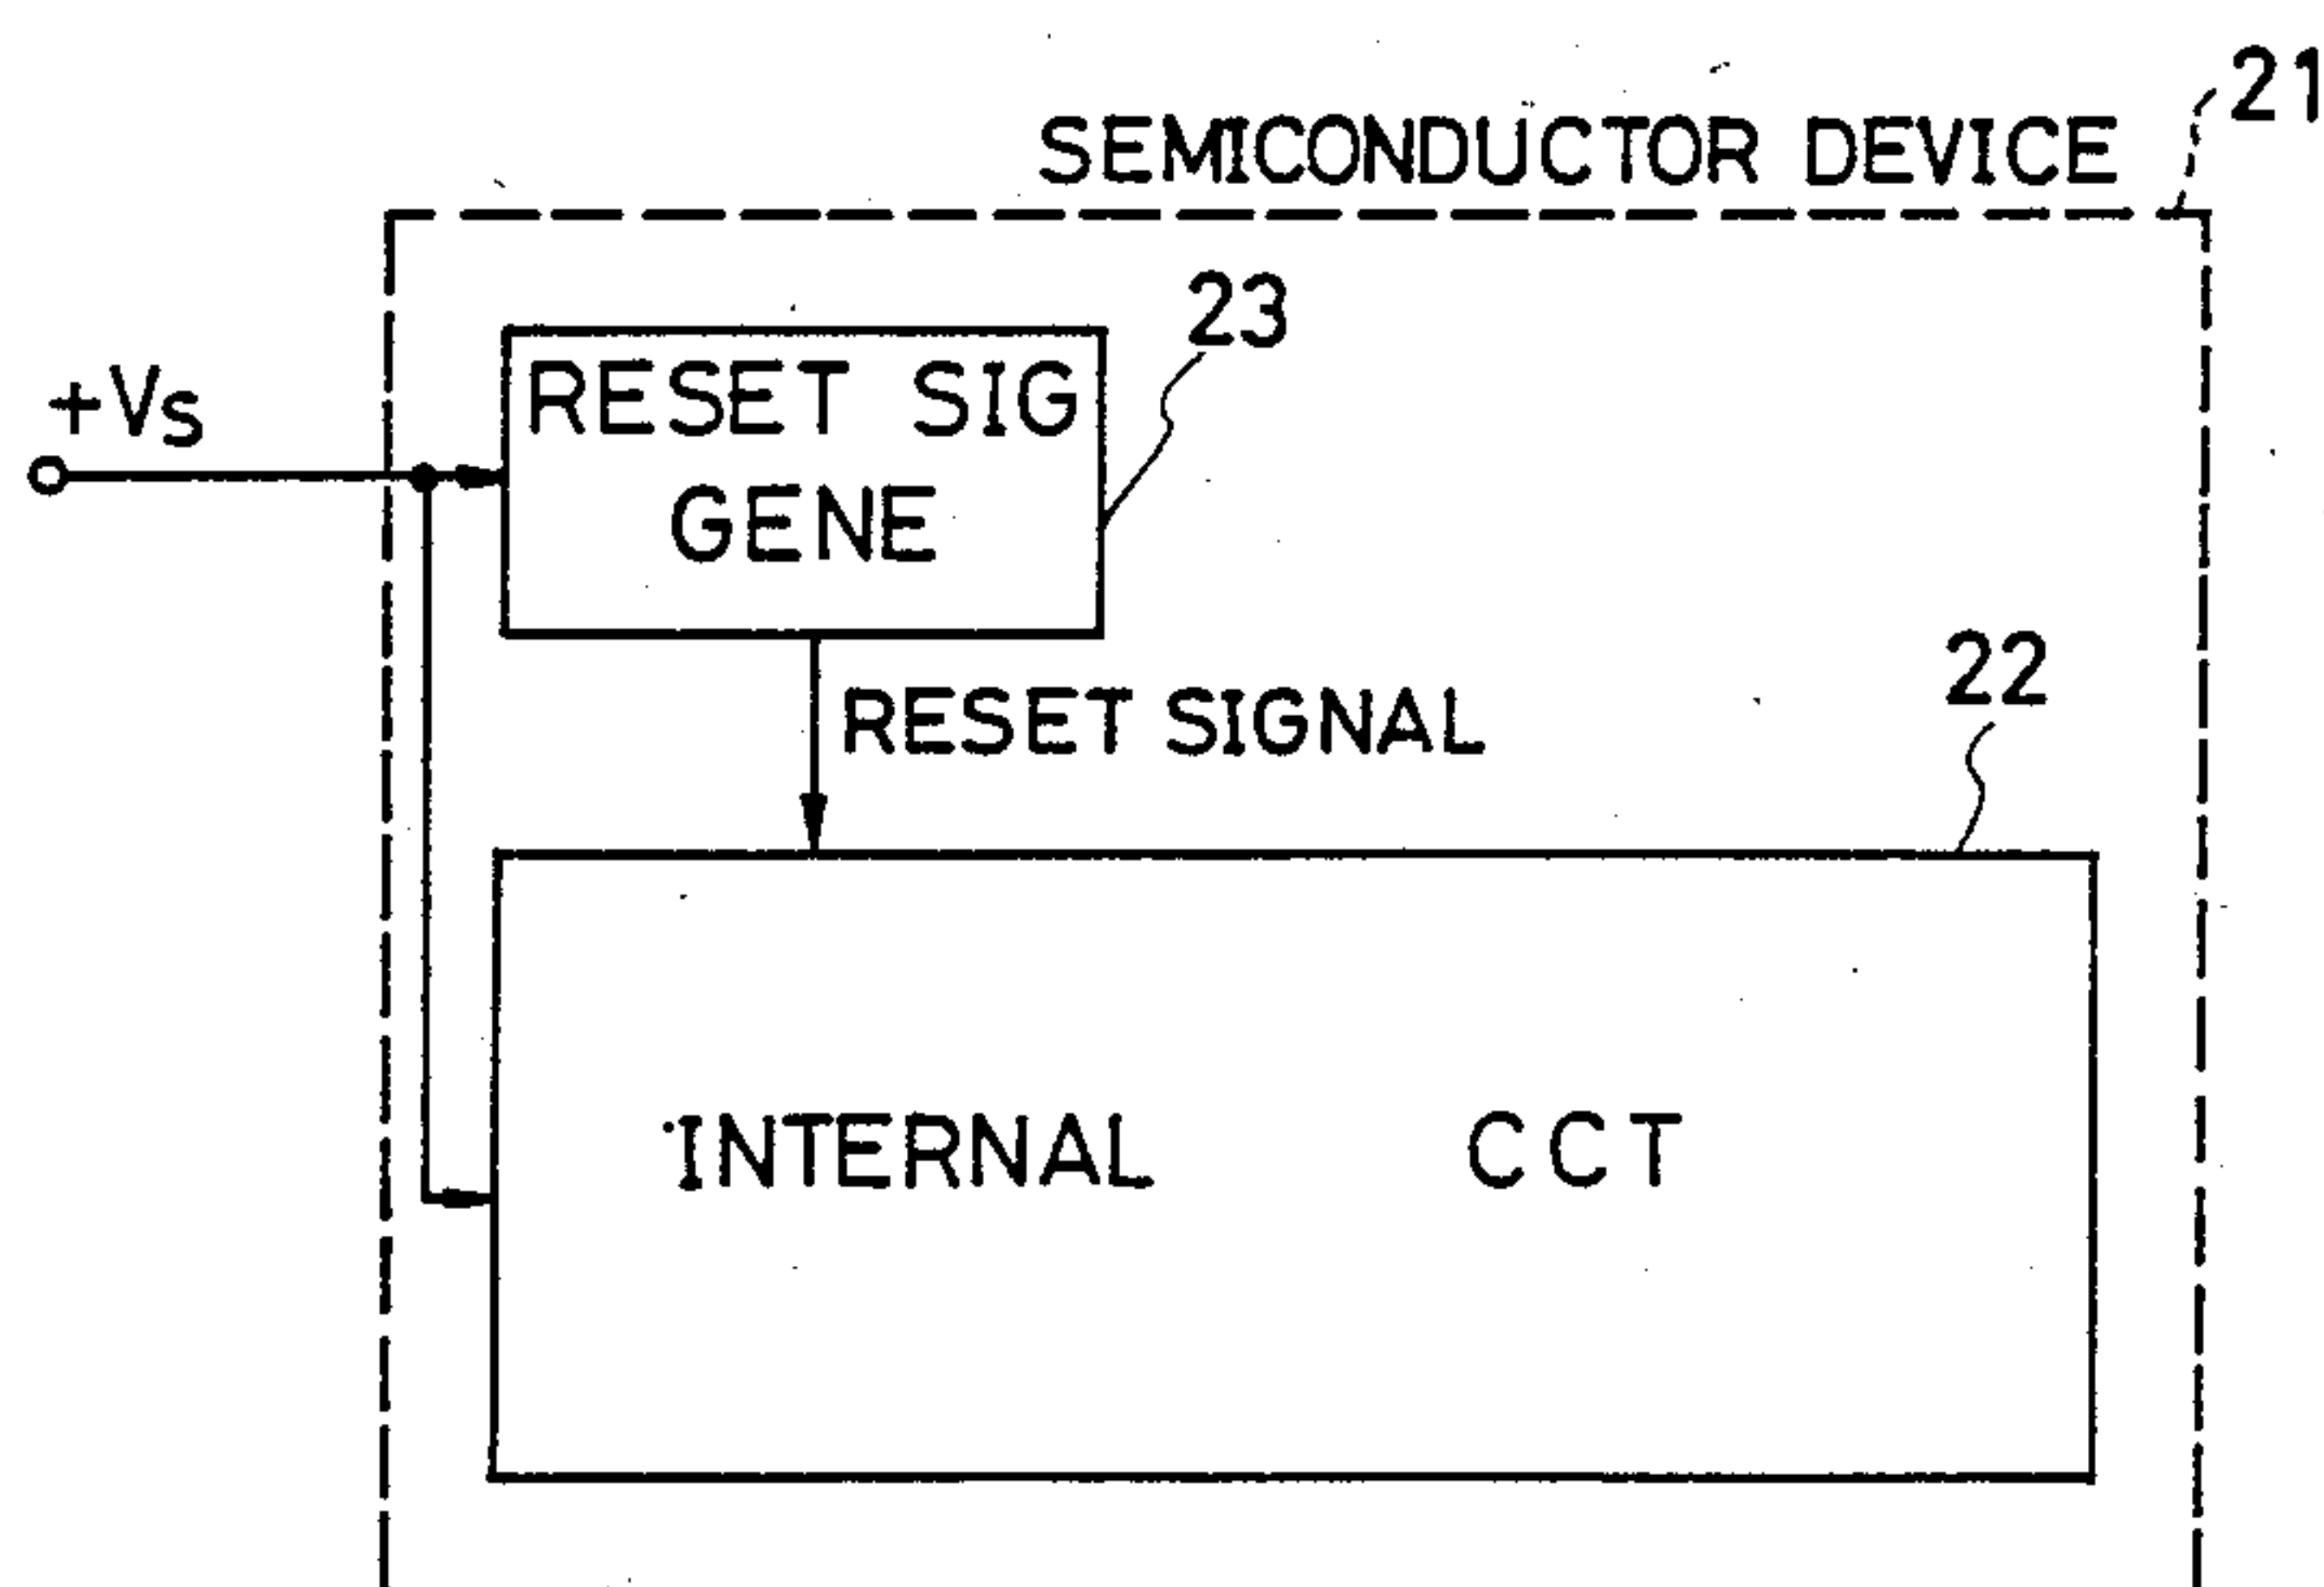 21
SEMICONDUCTOR DEVICE
23
+Vs
RESET SIG
GENE
22
RESET SIGNAL
INTERNAL CCT